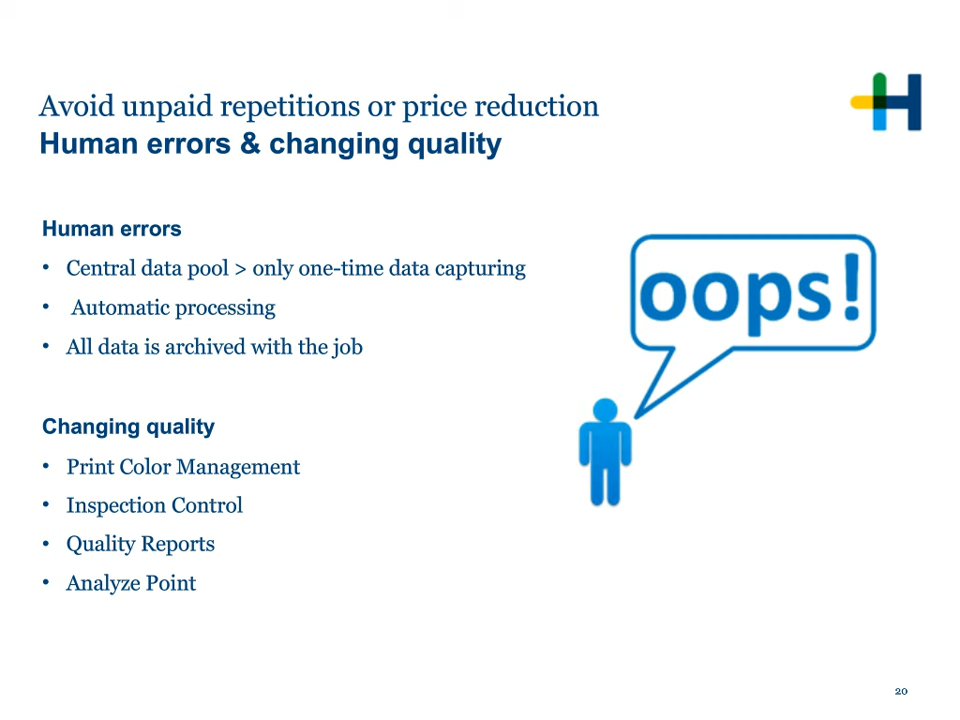 Avoid unpaid repetitions or price reduction
Human errors & changing quality
Human errors
• Central data pool > only one-time data capturing
• Automatic processing
• All data is archived with the job
oops!
Changing quality
• Print Color Management
• Inspection Control
• Quality Reports
• Analyze Point
20